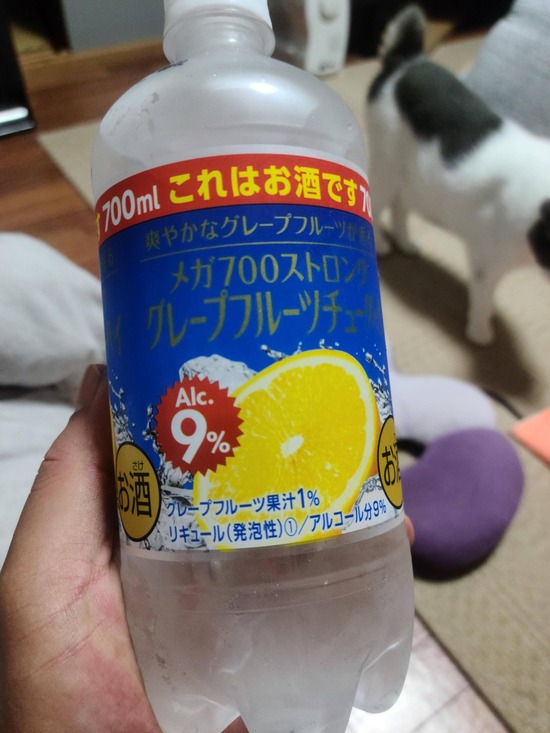 700ml これはお酒です 70
爽やかなグレープフルーツが
メガ700ストロング
グレープフルーツチューハ
Alc.
9%
さけ
お酒
お
グレープフルーツ果汁1%
リキュール(発泡性)①/アルコール分9%